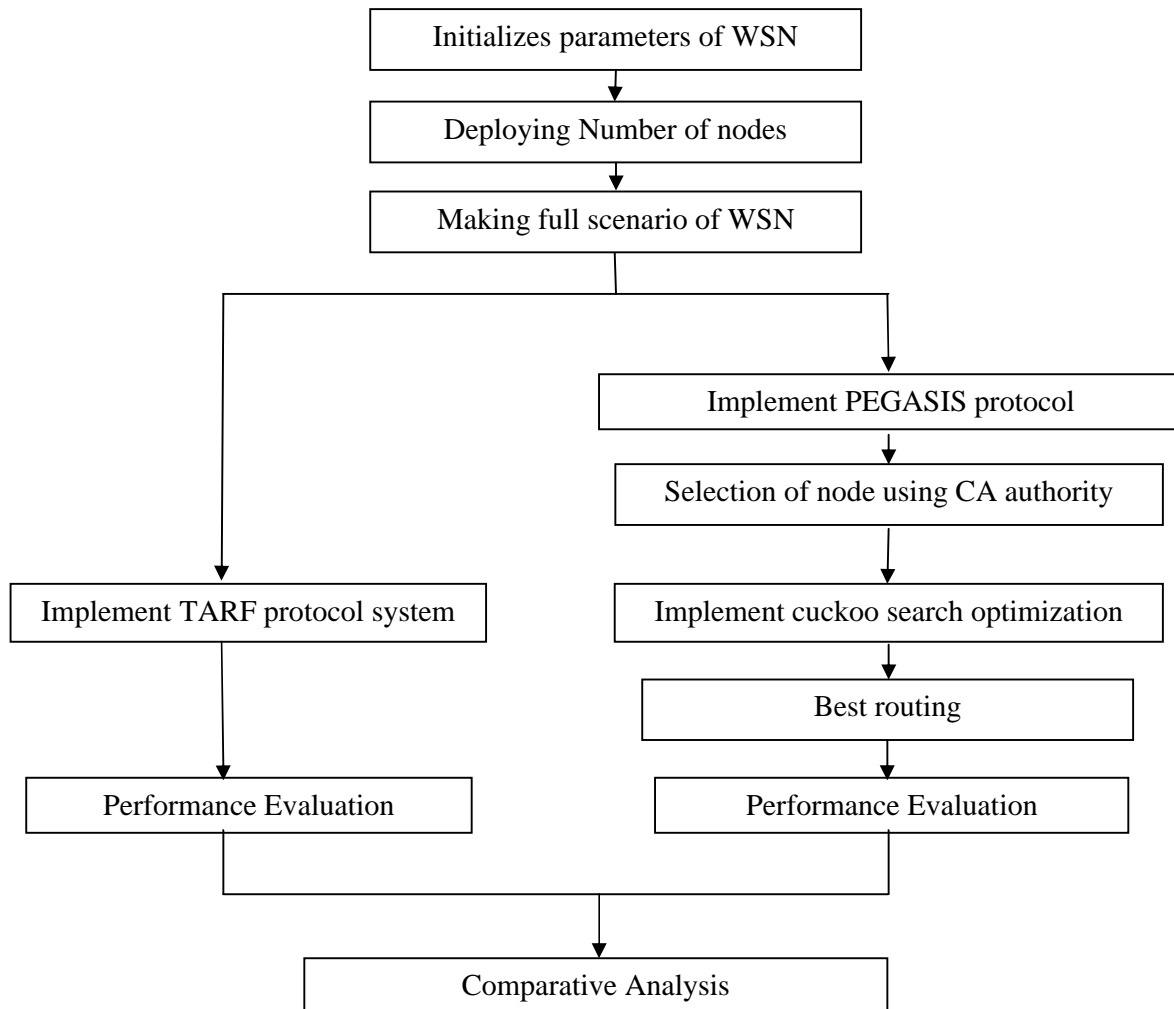 Initializes parameters of WSN
Deploying Number of nodes
Making full scenario of WSN
Implement PEGASIS protocol
Selection of node using CA authority
Implement TARF protocol system
Implement cuckoo search optimization
Best routing
Performance Evaluation
Performance Evaluation
Comparative Analysis